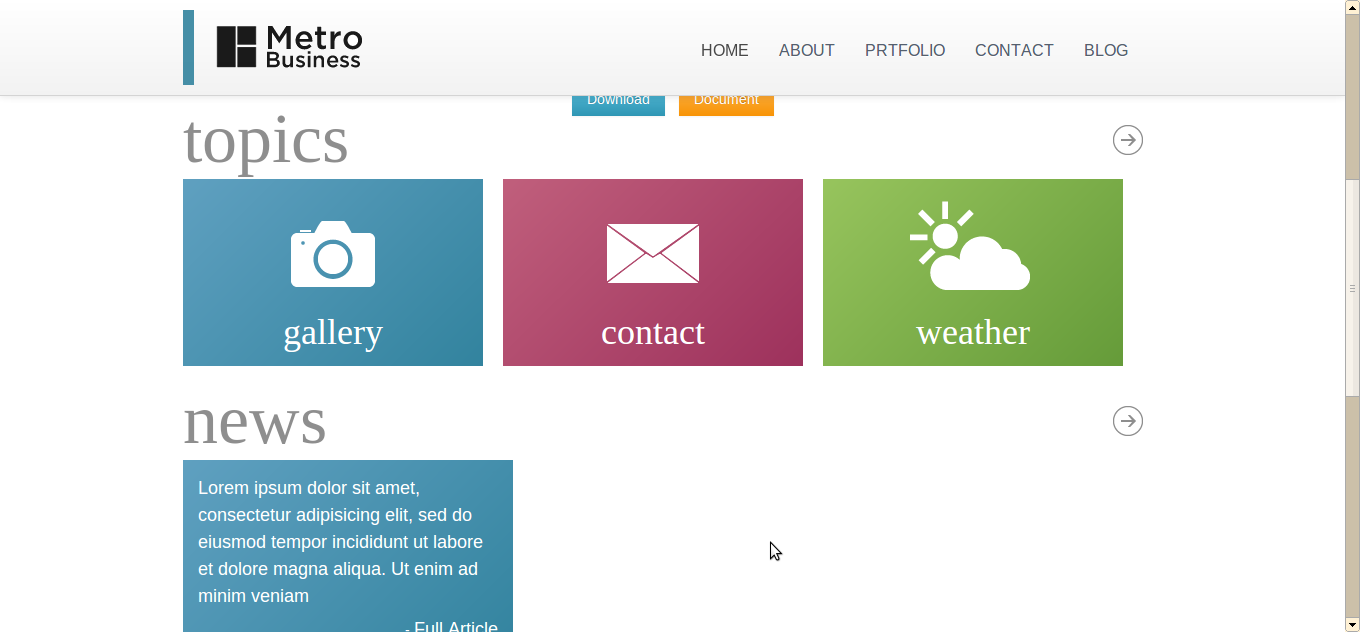 Metro
Business
HOME ABOUT PRTFOLIO CONTACT BLOG
Download Document
topics
gallery contact weather
news
Lorem ipsum dolor sit amet,
consectetur adipisicing elit, sed do
eiusmod tempor incididunt ut labore
et dolore magna aliqua. Ut enim ad
minim veniam
- Full Article